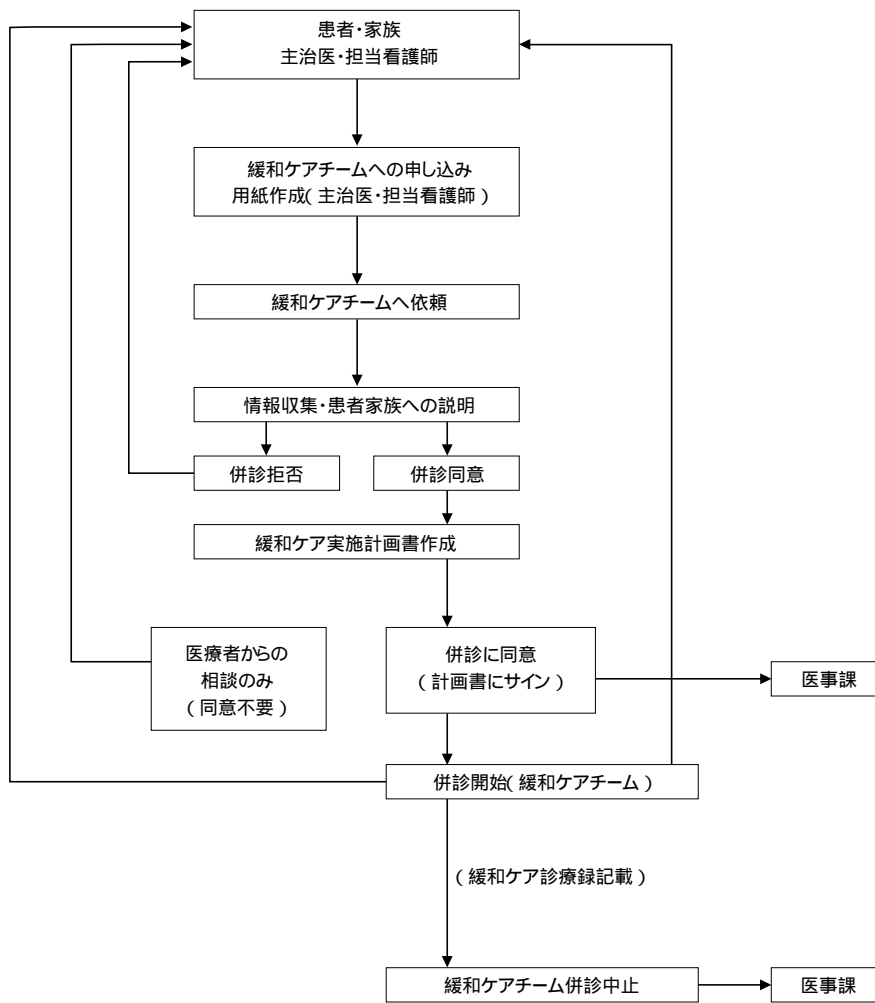 患者・家族
主治医・担当看護師
緩和ケアチームへの申し込み
用紙作成(主治医・担当看護師)
緩和ケアチームへ依頼
情報収集・患者家族への説明
併診拒否
併診同意
緩和ケア実施計画書作成
医療者からの
相談のみ
(同意不要)
併診に同意
(計画書にサイン)
医事課
併診開始(緩和ケアチーム)
(緩和ケア診療録記載)
緩和ケアチーム併診中止
医事課